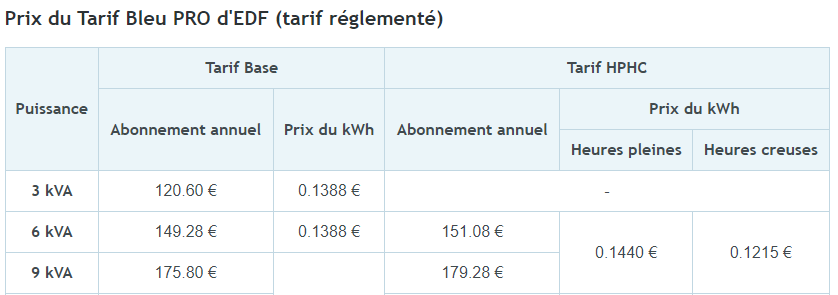 Prix du Tarif Bleu PRO d'EDF (tarif réglementé)
Puissance Tarif Base Tarif HPHC
Abonnement annuel Prix du kWh Abonnement annuel Prix du kWh
Heures pleines Heures creuses
3 kVA 120.60 € 0.1388 € -
6 kVA 149.28 € 0.1388 € 151.08 € 0.1440 € 0.1215 €
9 kVA 175.80 € 179.28 €